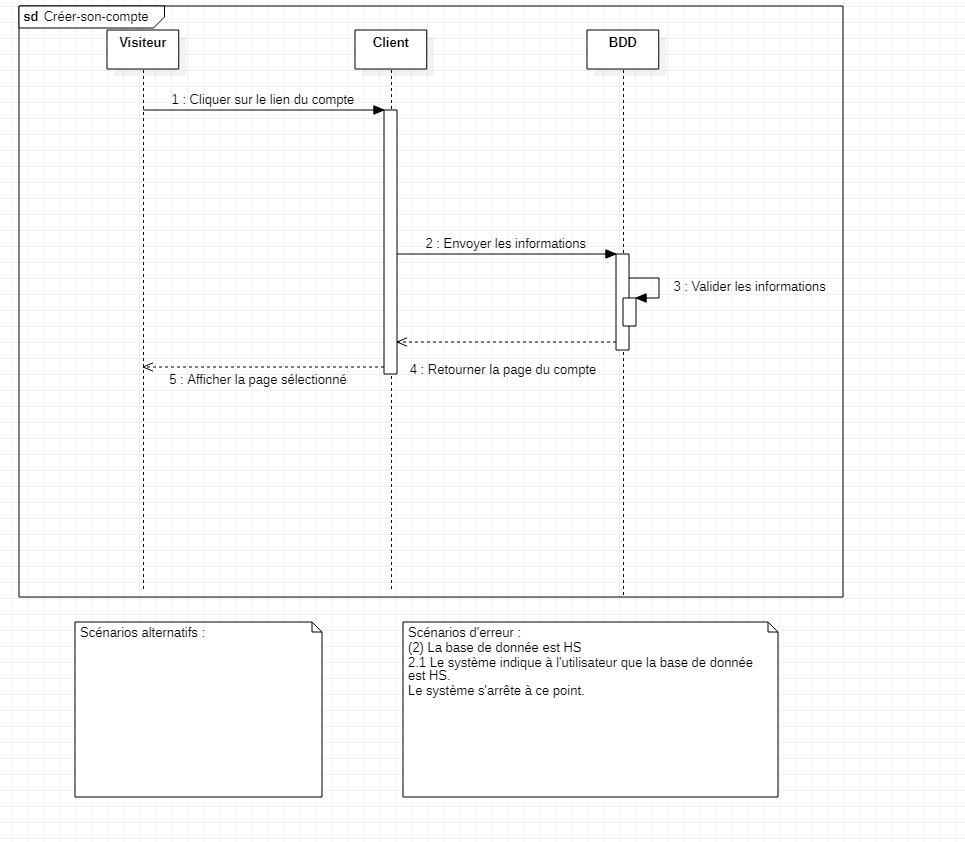 sd Créer-son-compte
Visiteur
Client
BDD
1 : Cliquer sur le lien du compte
2 : Envoyer les informations
3 : Valider les informations
4 : Retourner la page du compte
5 : Afficher la page sélectionné
Scénarios alternatifs :
Scénarios d'erreur :
(2) La base de donnée est HS
2.1 Le système indique à l'utilisateur que la base de donnée
est HS.
Le système s'arrête à ce point.